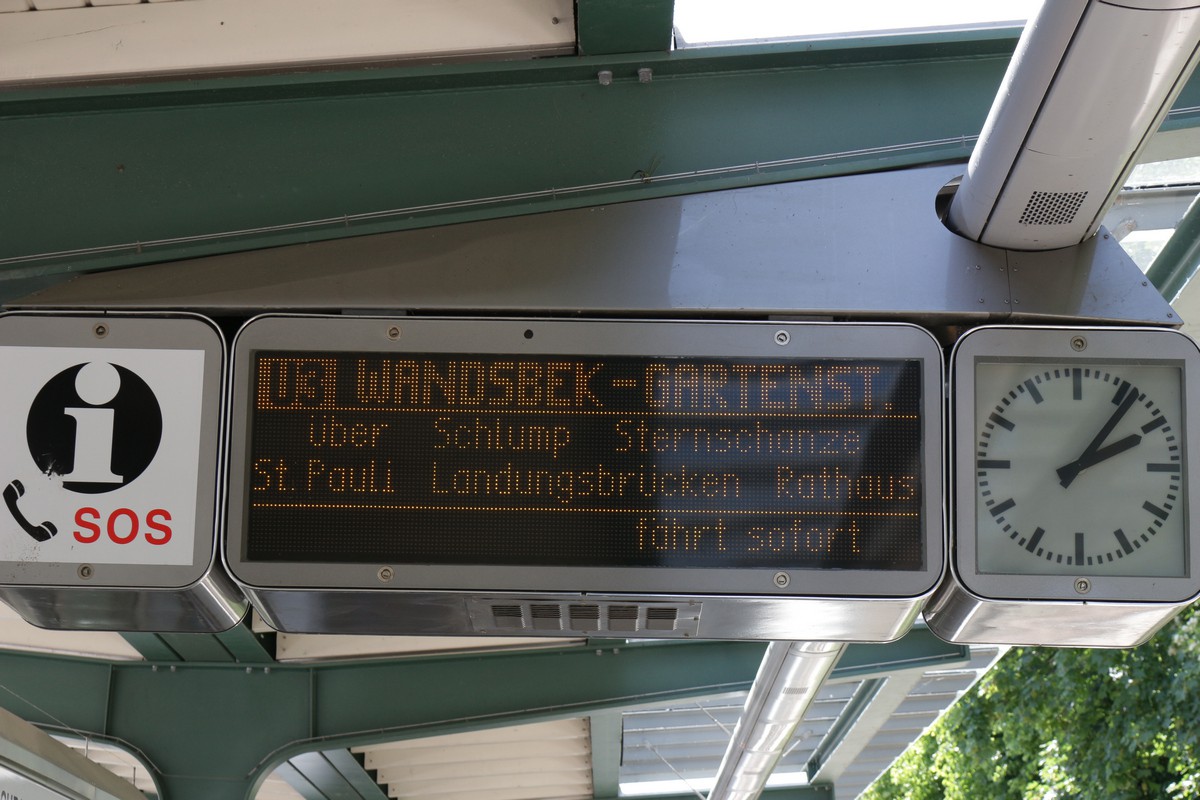 i
SOS
U3 WANDSBEK-GARTENST.
über Schlump Sternschanze
St.Pauli Landungsbrücken Rathaus
fährt sofort